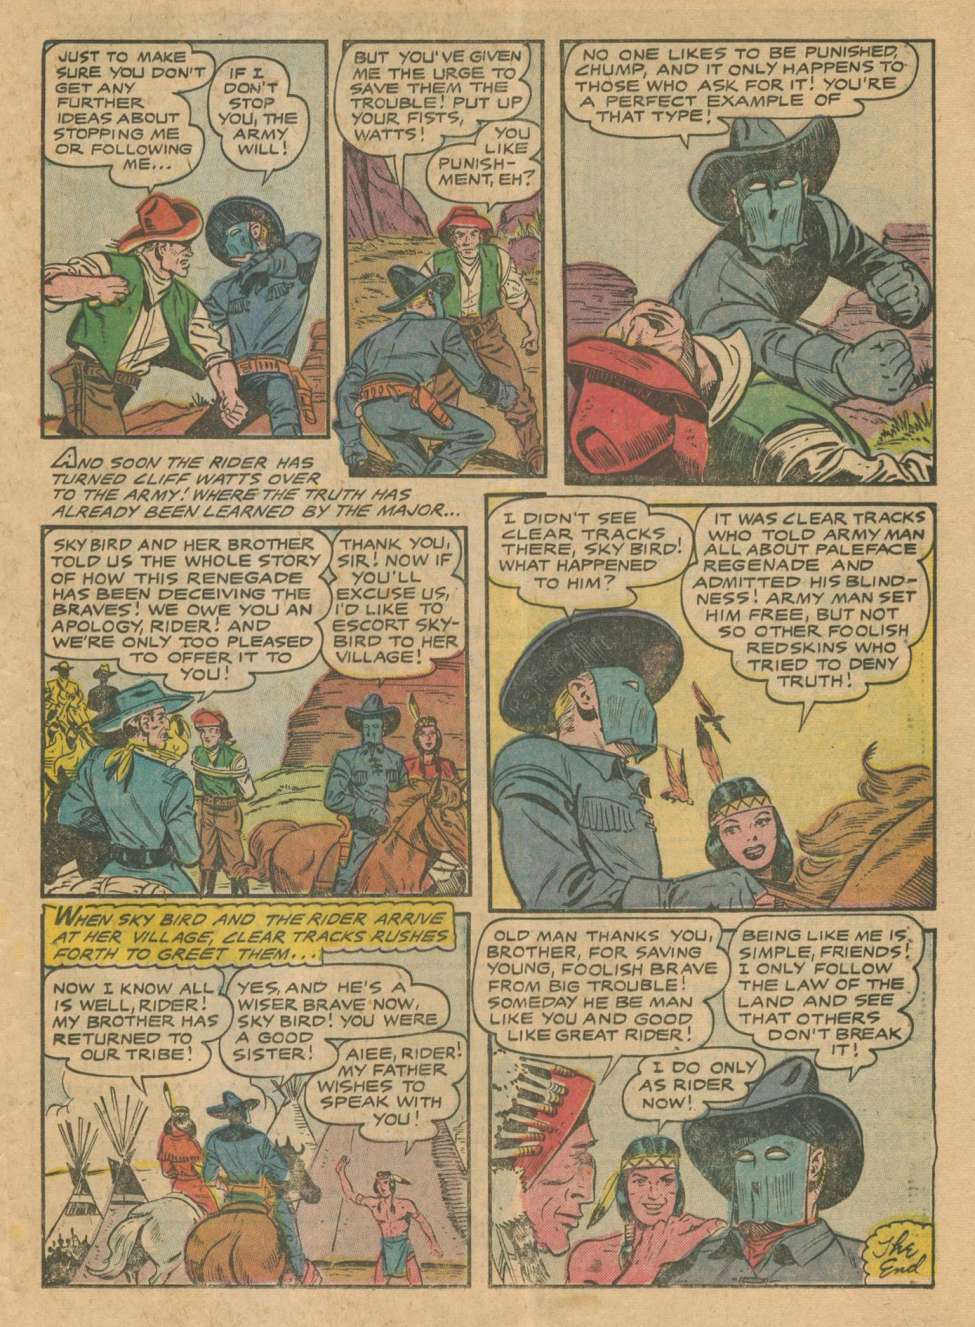 JUST TO MAKE
SURE YOU DON'T
GET ANY
FURTHER
IDEAS ABOUT
STOPPING ME
OR FOLLOWING
ME...
IF I
DON'T
STOP
YOU, THE
ARMY
WILL!
BUT YOU'VE GIVEN
ME THE URGE TO
SAVE THEM THE
TROUBLE! PUT UP
YOUR FISTS,
WATTS!
YOU
LIKE
PUNISH-
MENT, EH?
NO ONE LIKES TO BE PUNISHED,
CHUMP, AND IT ONLY HAPPENS TO
THOSE WHO ASK FOR IT! YOU'RE
A PERFECT EXAMPLE OF
THAT TYPE!
AND SOON THE RIDER HAS
TURNED CLIFF WATTS OVER
TO THE ARMY! WHERE THE TRUTH HAS
ALREADY BEEN LEARNED BY THE MAJOR...
SKY BIRD AND HER BROTHER
TOLD US THE WHOLE STORY
OF HOW THIS RENEGADE
HAS BEEN DECEIVING THE
BRAVES! WE OWE YOU AN
APOLOGY, RIDER! AND
WE'RE ONLY TOO PLEASED
TO OFFER IT TO
YOU!
THANK YOU,
SIR! NOW IF
YOU'LL
EXCUSE US,
I'D LIKE TO
ESCORT SKY-
BIRD TO HER
VILLAGE!
I DIDN'T SEE
CLEAR TRACKS
THERE, SKY BIRD!
WHAT HAPPENED
TO HIM?
IT WAS CLEAR TRACKS
WHO TOLD ARMY MAN
ALL ABOUT PALEFACE
REGENADE AND
ADMITTED HIS BLIND-
NESS! ARMY MAN SET
HIM FREE, BUT NOT
SO OTHER FOOLISH
REDSKINS WHO
TRIED TO DENY
TRUTH!
WHEN SKY BIRD AND THE RIDER ARRIVE
AT HER VILLAGE, CLEAR TRACKS RUSHES
FORTH TO GREET THEM...
NOW I KNOW ALL
IS WELL, RIDER!
MY BROTHER HAS
RETURNED TO
OUR TRIBE!
YES, AND HE'S A
WISER BRAVE NOW,
SKY BIRD! YOU WERE
A GOOD
SISTER!
AIEE, RIDER!
MY FATHER
WISHES TO
SPEAK WITH
YOU!
OLD MAN THANKS YOU,
BROTHER, FOR SAVING
YOUNG, FOOLISH BRAVE
FROM BIG TROUBLE!
SOMEDAY HE BE MAN
LIKE YOU AND GOOD
LIKE GREAT RIDER!
BEING LIKE ME IS
SIMPLE, FRIENDS!
I ONLY FOLLOW
THE LAW OF THE
LAND AND SEE
THAT OTHERS
DON'T BREAK
IT!
I DO ONLY
AS RIDER
NOW!
The
End